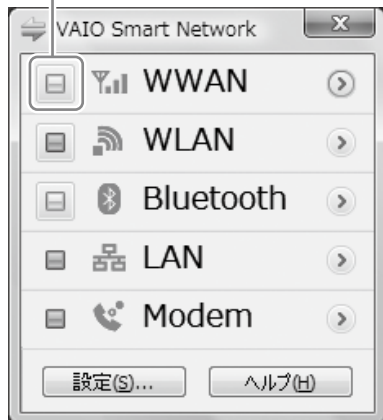 VAIO Smart Network
WWAN
WLAN
Bluetooth
LAN
Modem
設定(S)...
ヘルプ(H)